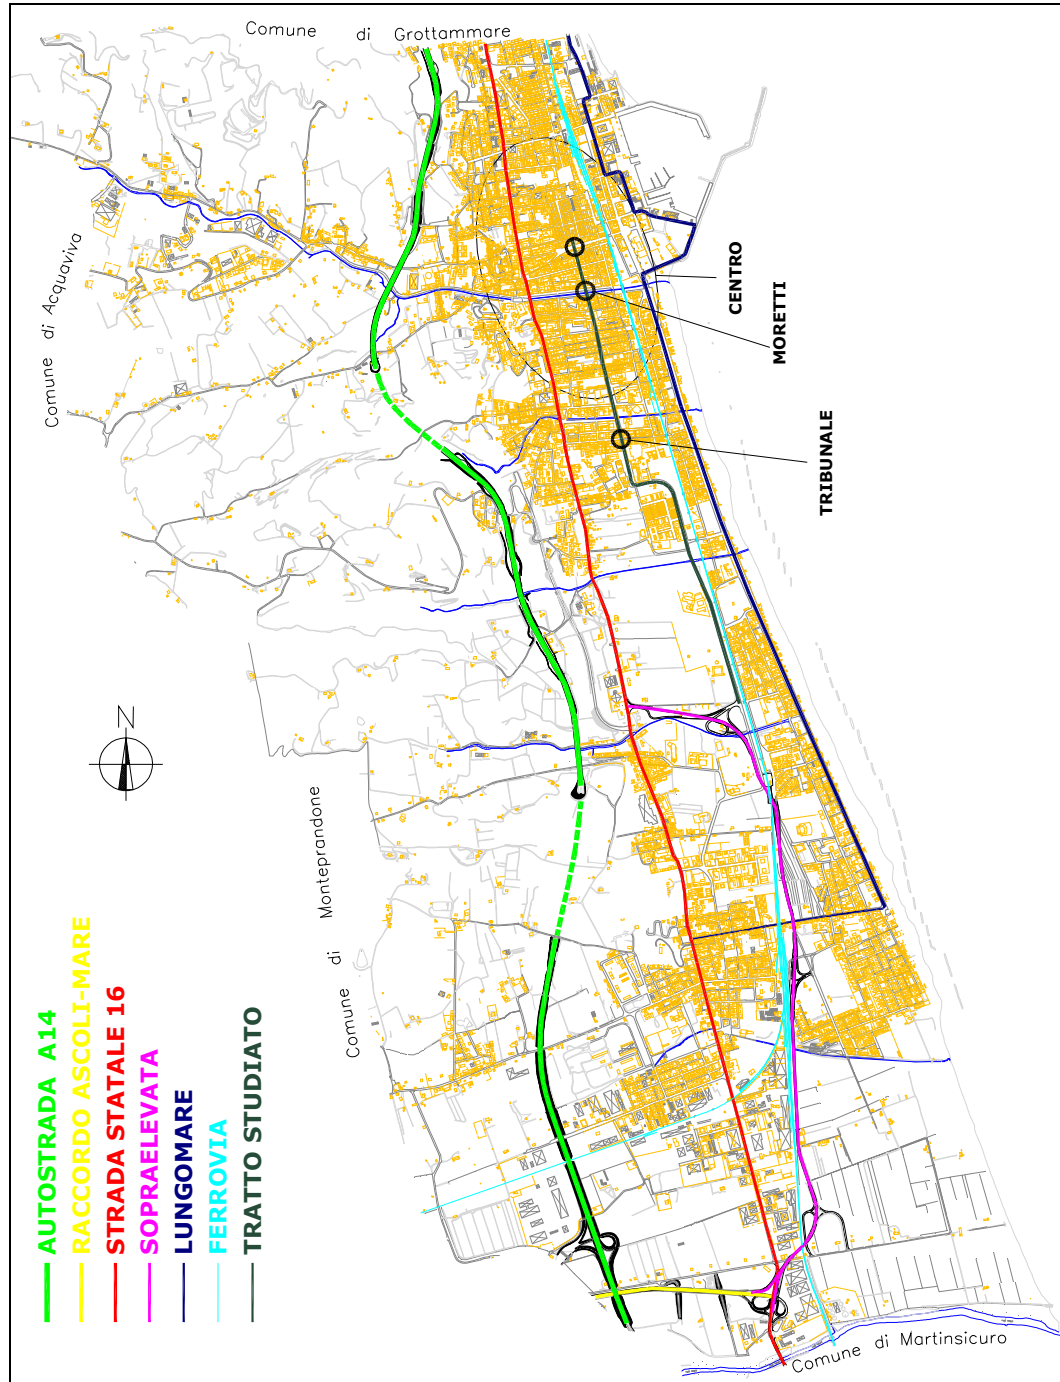 Comune di Grottammare
Comune di Acquaviva
CENTRO
MORETTI
TRIBUNALE
N
Comune di Monteprandone
AUTOSTRADA A14
RACCORDO ASCOLI-MARE
STRADA STATALE 16
SOPRAELEVATA
LUNGOMARE
FERROVIA
TRATTO STUDIATO
Comune di Martinsicuro